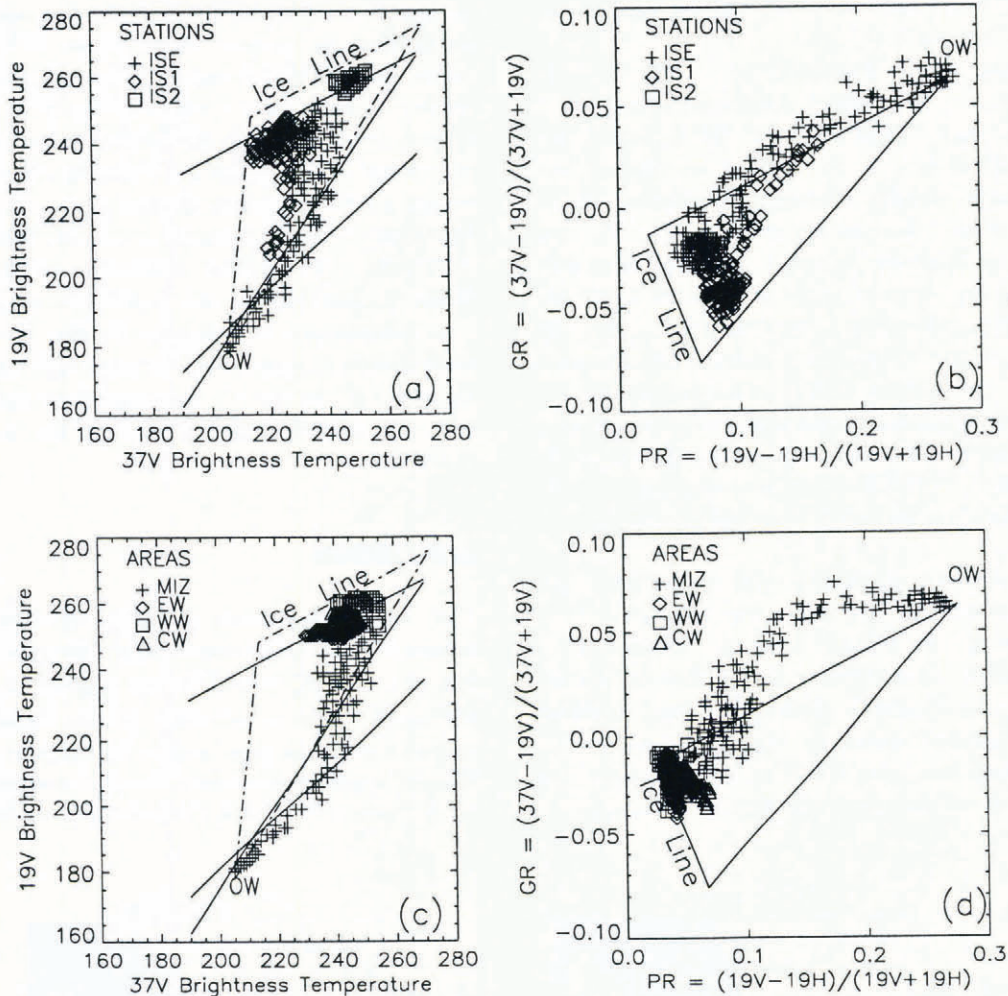 280
260
240
220
200
180
160
19V Brightness Temperature
STATIONS
+ ISE
◇ IS1
□ IS2
Ice Line
OW
(a)
160 180 200 220 240 260 280
37V Brightness Temperature
0.10
0.05
0.00
−0.05
−0.10
GR = (37V−19V)/(37V+19V)
STATIONS
+ ISE
◇ IS1
□ IS2
OW
Ice Line
(b)
0.0 0.1 0.2 0.3
PR = (19V−19H)/(19V+19H)
280
260
240
220
200
180
160
19V Brightness Temperature
AREAS
+ MIZ
◇ EW
□ WW
△ CW
Ice Line
OW
(c)
160 180 200 220 240 260 280
37V Brightness Temperature
0.10
0.05
0.00
−0.05
−0.10
GR = (37V−19V)/(37V+19V)
AREAS
+ MIZ
◇ EW
□ WW
△ CW
OW
Ice Line
(d)
0.0 0.1 0.2 0.3
PR = (19V−19H)/(19V+19H)